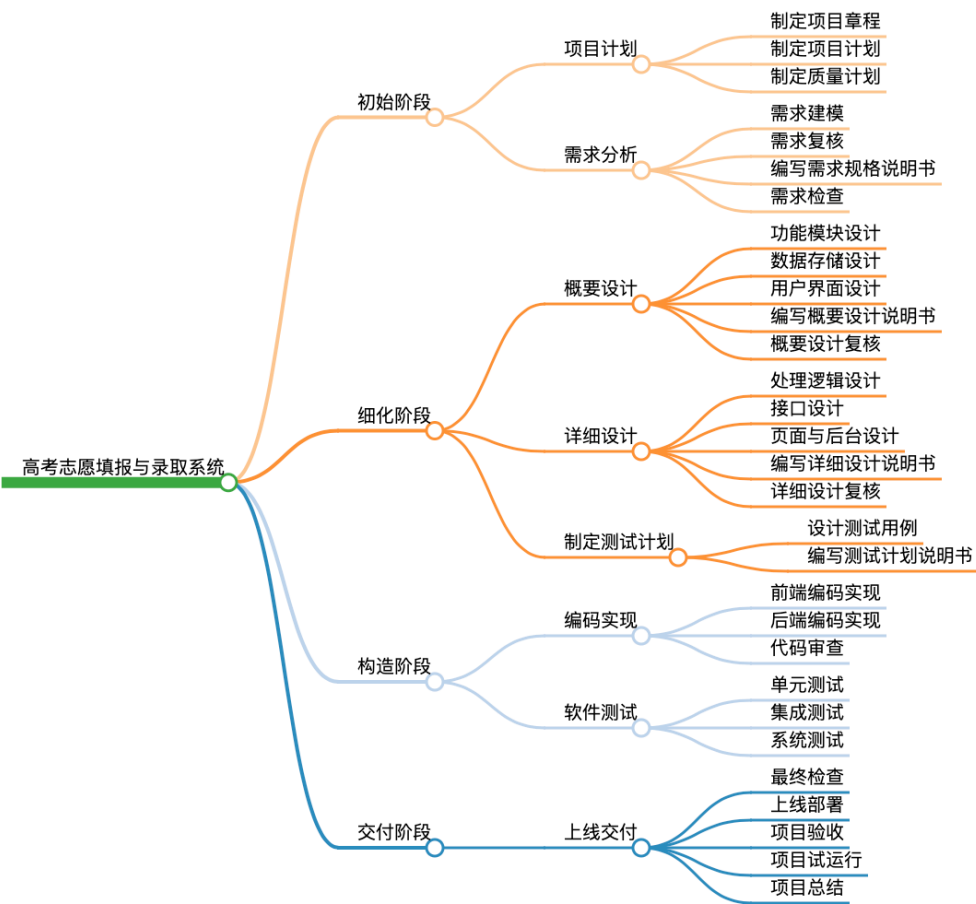 高考志愿填报与录取系统
初始阶段
项目计划
制定项目章程
制定项目计划
制定质量计划
需求分析
需求建模
需求复核
编写需求规格说明书
需求检查
细化阶段
概要设计
功能模块设计
数据存储设计
用户界面设计
编写概要设计说明书
概要设计复核
详细设计
处理逻辑设计
接口设计
页面与后台设计
编写详细设计说明书
详细设计复核
制定测试计划
设计测试用例
编写测试计划说明书
构造阶段
编码实现
前端编码实现
后端编码实现
代码审查
软件测试
单元测试
集成测试
系统测试
交付阶段
上线交付
最终检查
上线部署
项目验收
项目试运行
项目总结